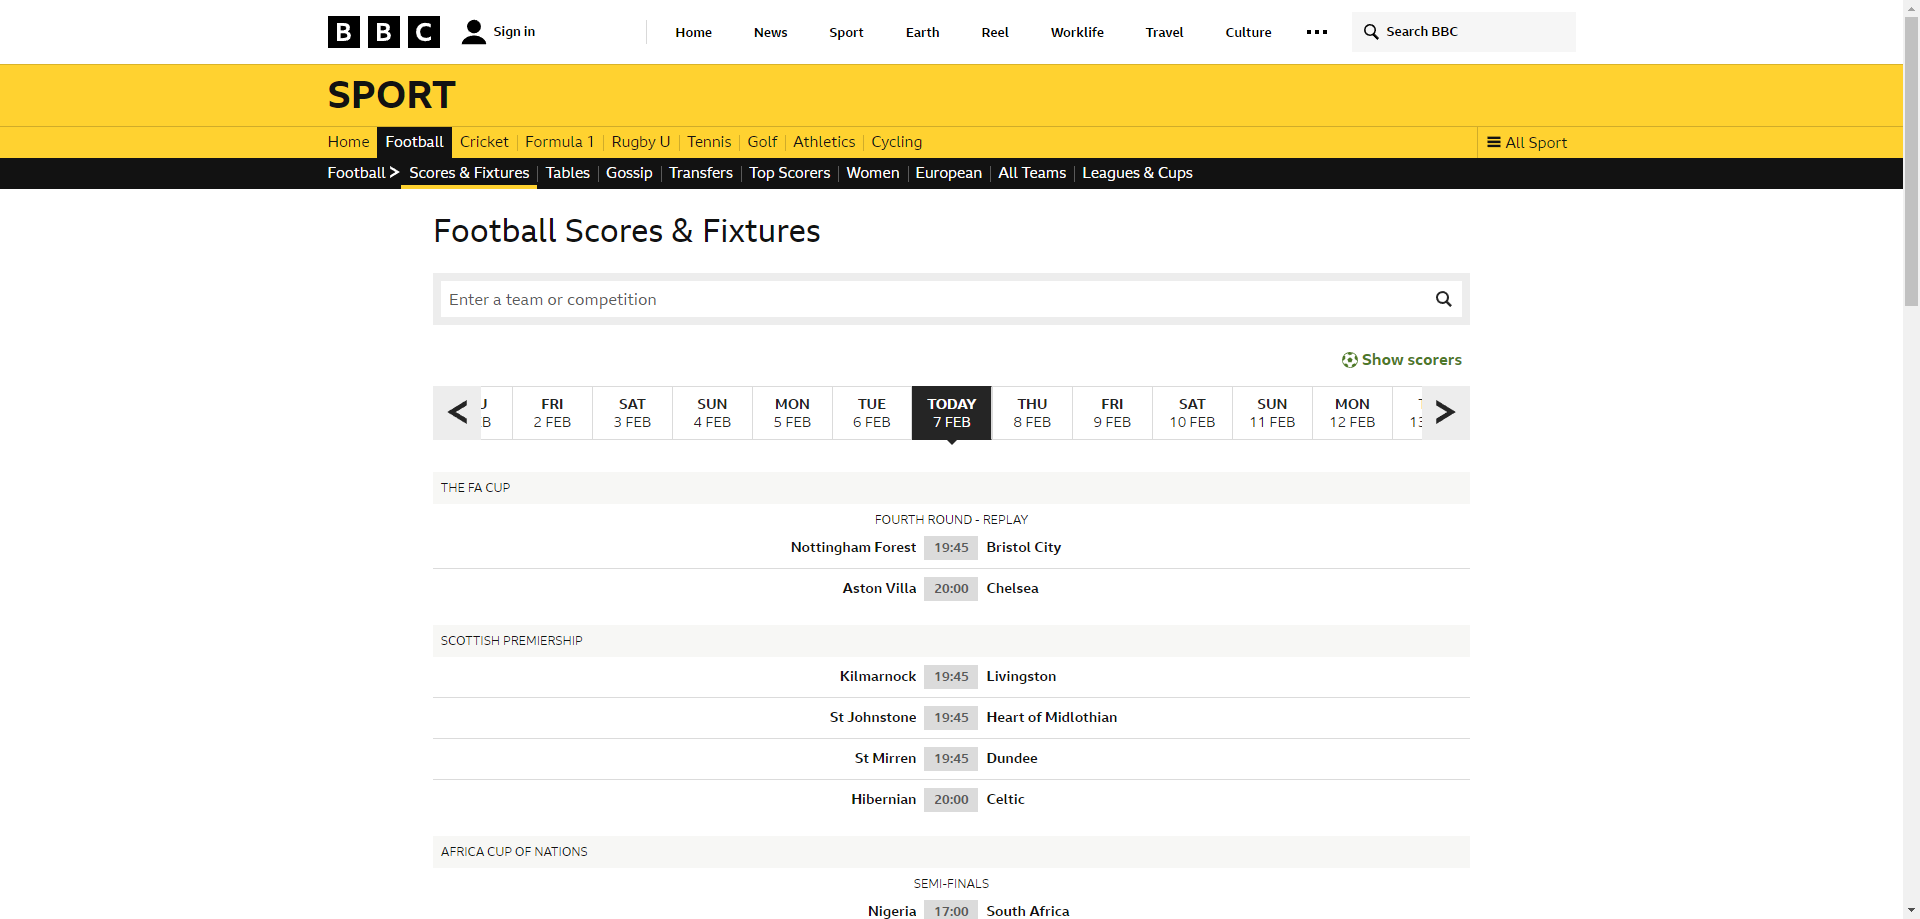 BBC Sign in Home News Sport Earth Reel Worklife Travel Culture Search BBC
SPORT
Home Football Cricket Formula 1 Rugby U Tennis Golf Athletics Cycling All Sport
Football Scores & Fixtures Tables Gossip Transfers Top Scorers Women European All Teams Leagues & Cups
Football Scores & Fixtures
Enter a team or competition
Show scorers
FRI SAT SUN MON TUE TODAY THU FRI SAT SUN MON
2 FEB 3 FEB 4 FEB 5 FEB 6 FEB 7 FEB 8 FEB 9 FEB 10 FEB 11 FEB 12 FEB
THE FA CUP
FOURTH ROUND - REPLAY
Nottingham Forest 19:45 Bristol City
Aston Villa 20:00 Chelsea
SCOTTISH PREMIERSHIP
Kilmarnock 19:45 Livingston
St Johnstone 19:45 Heart of Midlothian
St Mirren 19:45 Dundee
Hibernian 20:00 Celtic
AFRICA CUP OF NATIONS
SEMI-FINALS
Nigeria 17:00 South Africa